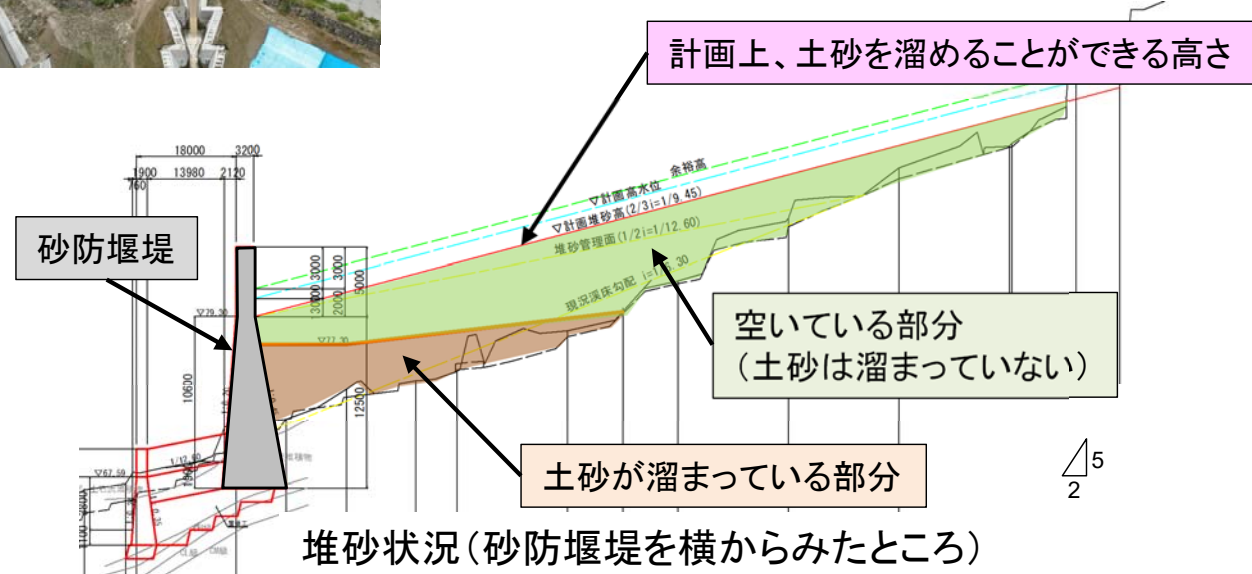 計画上、土砂を溜めることができる高さ
18000
3200
1900
13980
2120
760
余裕高
▽計画高水位
▽計画堆砂高(2/3i=1/9.45)
堆砂管理面(1/2i=1/12.60)
砂防堰堤
3000
3000
5000
2000
現況渓床勾配
空いている部分
(土砂は溜まっていない)
▽77.30
10600
12500
土砂が溜まっている部分
1/12.60
▽67.59
5
2
堆砂状況(砂防堰堤を横からみたところ)